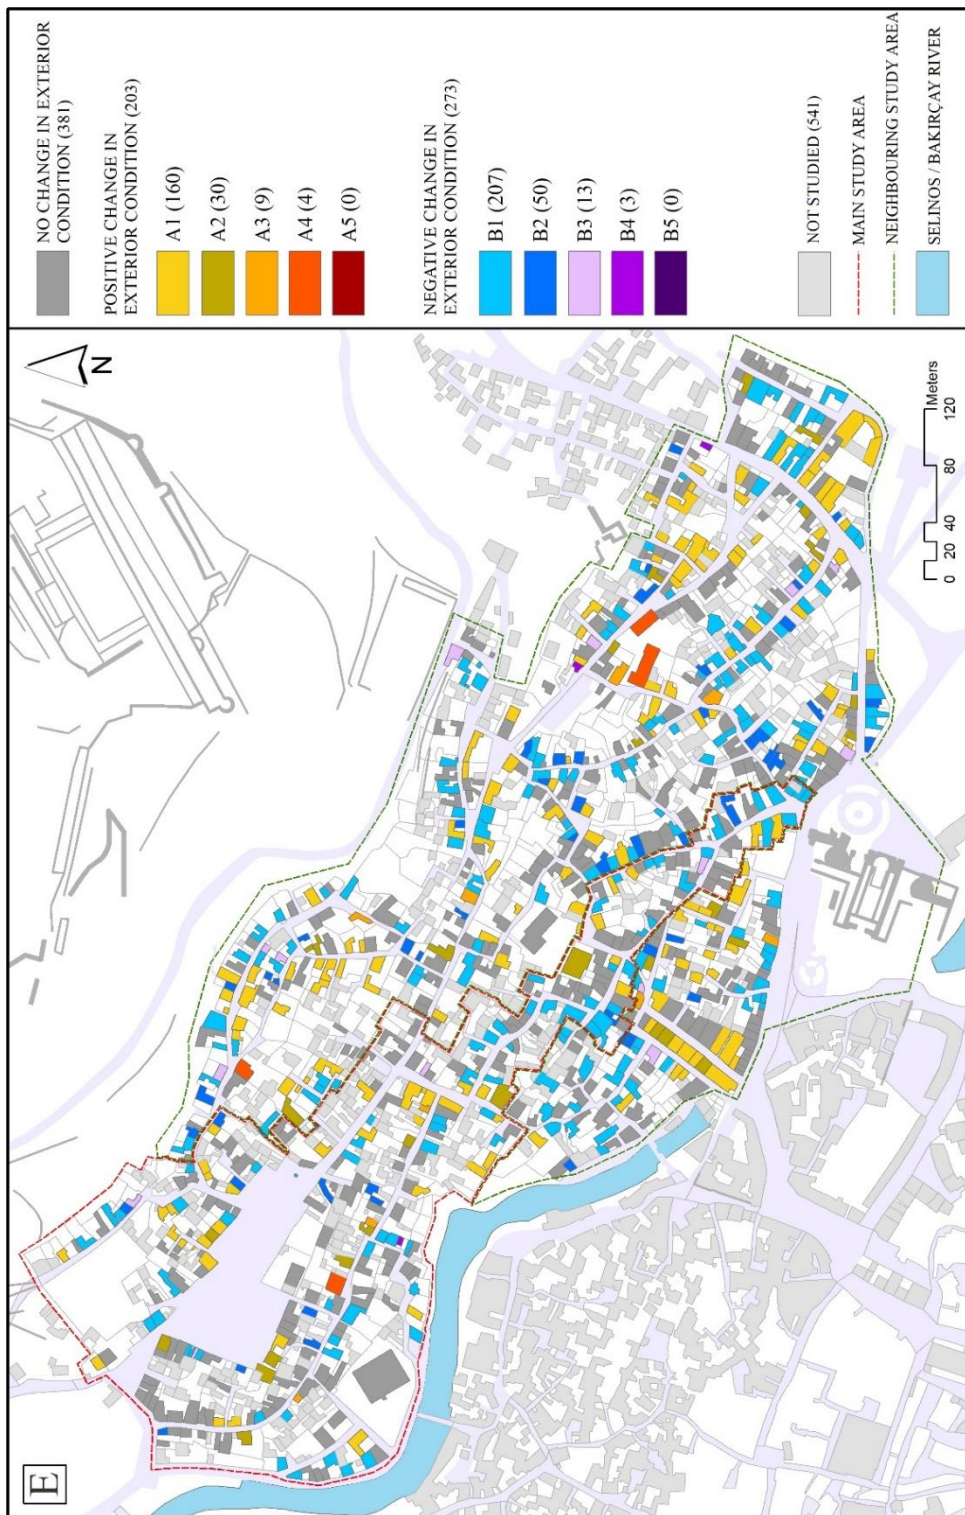 NO CHANGE IN EXTERIOR
CONDITION (381)
POSITIVE CHANGE IN
EXTERIOR CONDITION (203)
A1 (160)
A2 (30)
A3 (9)
A4 (4)
A5 (0)
NEGATIVE CHANGE IN
EXTERIOR CONDITION (273)
B1 (207)
B2 (50)
B3 (13)
B4 (3)
B5 (0)
NOT STUDIED (541)
MAIN STUDY AREA
NEIGHBOURING STUDY AREA
SELINOS / BAKIRÇAY RIVER
E
N
0 20 40 80 120
Meters